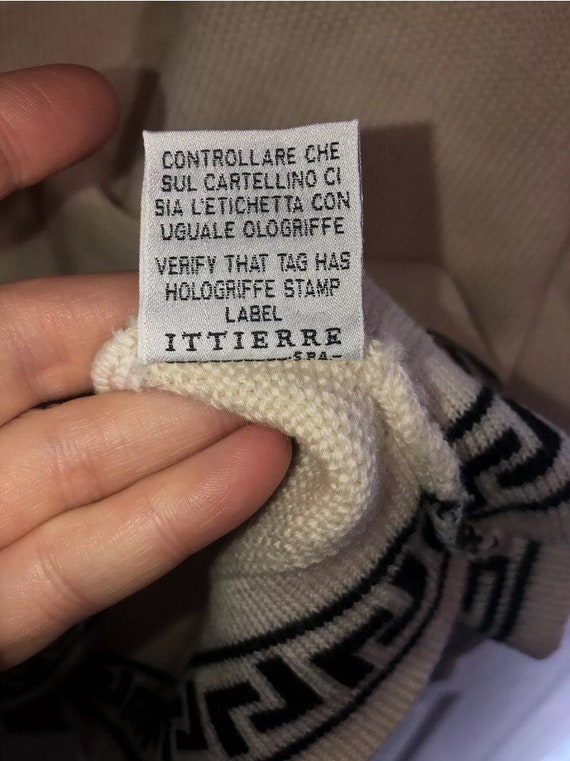 CONTROLLARE CHE
SUL CARTELLINO CI
SIA L'ETICHETTA CON
UGUALE OLOGRIFFE
VERIFY THAT TAG HAS
HOLOGRIFFE STAMP
LABEL
ITTIERRE
S.P.A.